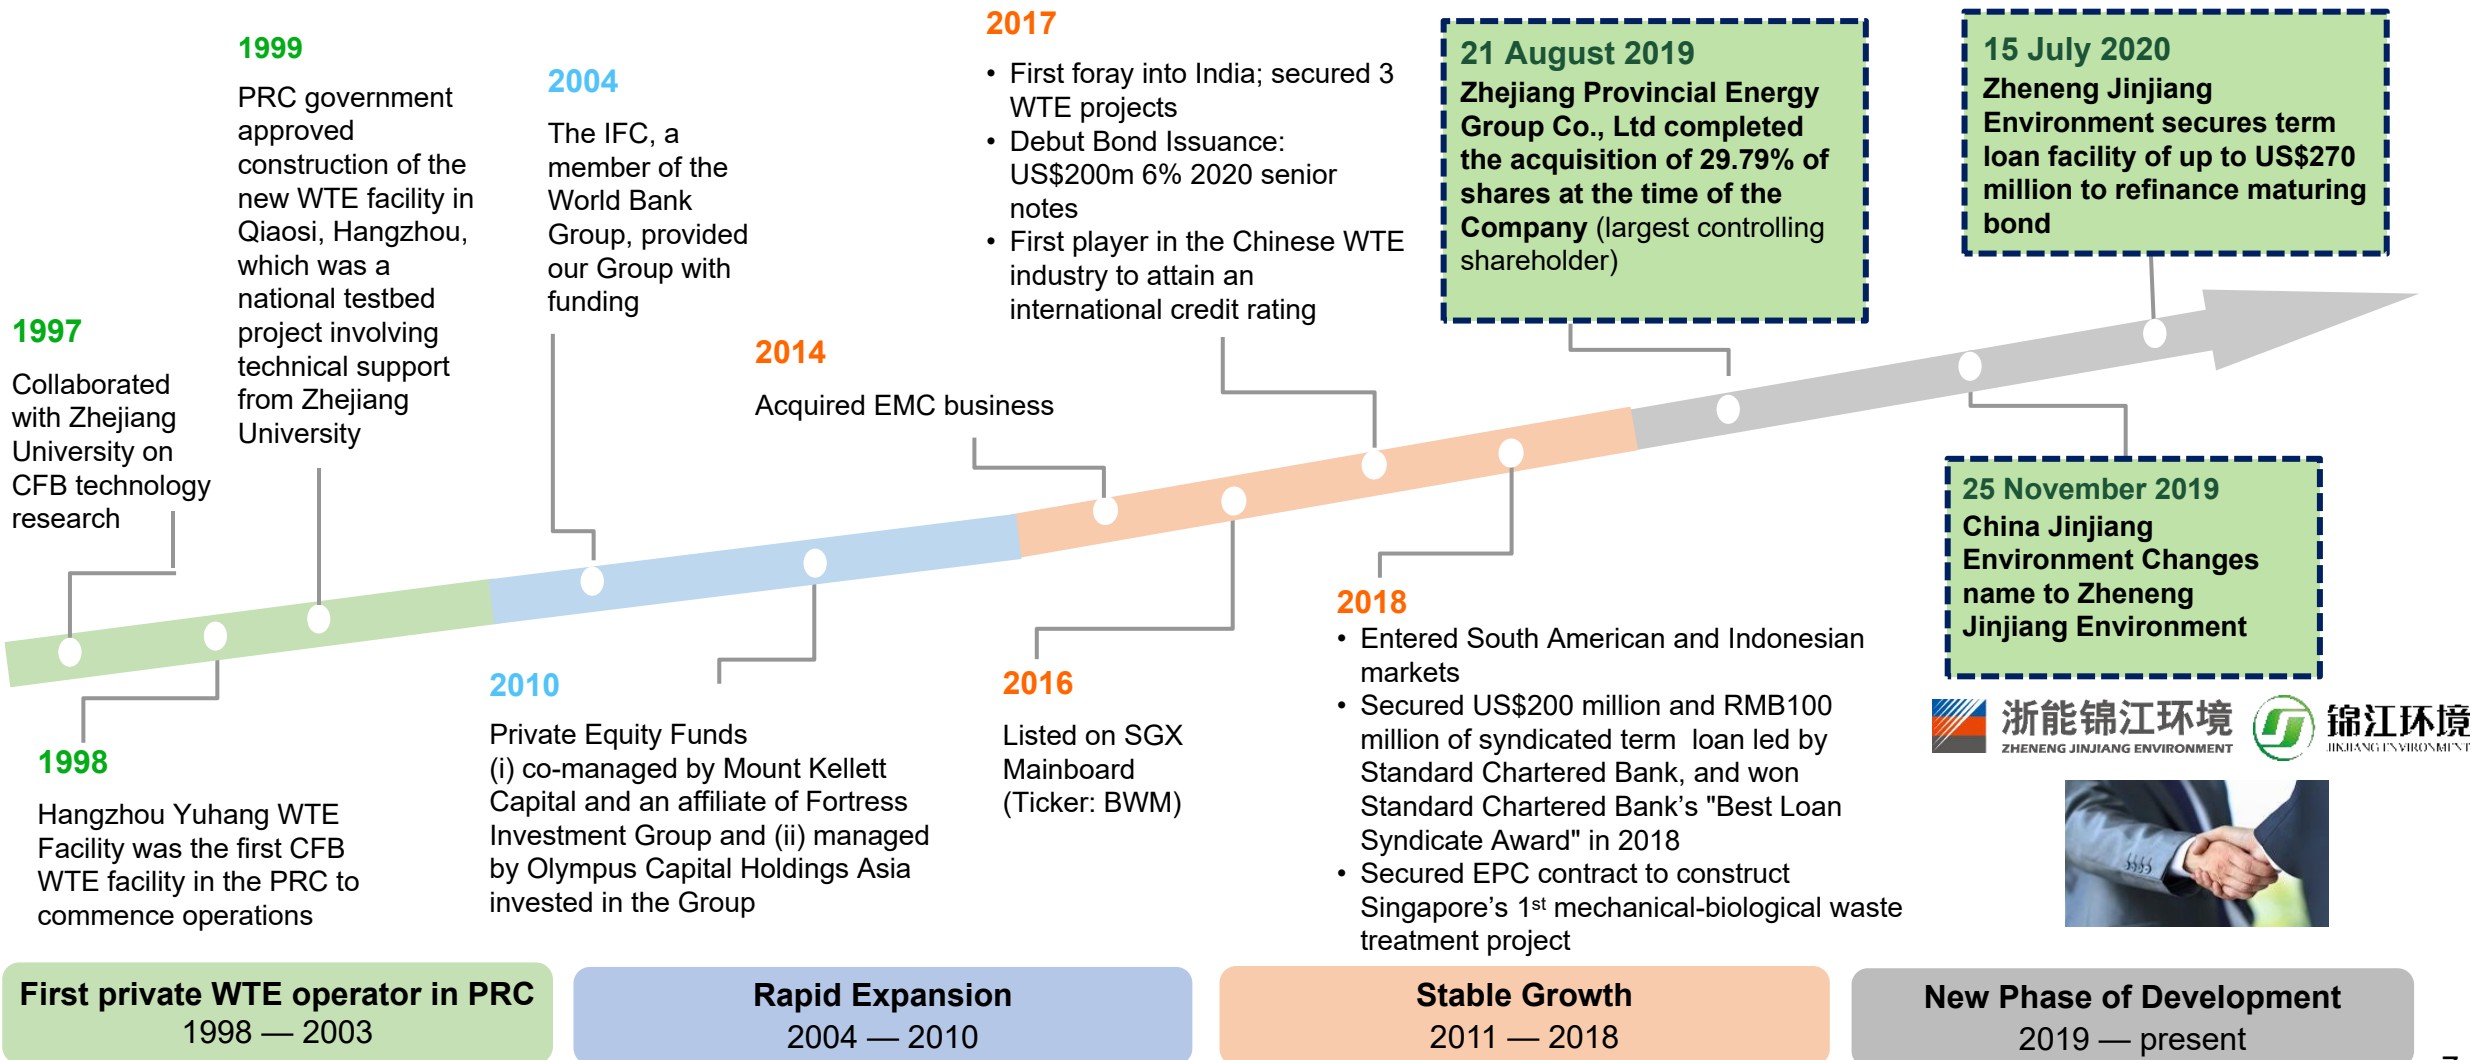 1997
Collaborated
with Zhejiang
University on
CFB technology
research
1998
Hangzhou Yuhang WTE
Facility was the first CFB
WTE facility in the PRC to
commence operations
1999
PRC government
approved
construction of the
new WTE facility in
Qiaosi, Hangzhou,
which was a
national testbed
project involving
technical support
from Zhejiang
University
2004
The IFC, a
member of the
World Bank
Group, provided
our Group with
funding
2010
Private Equity Funds
(i) co-managed by Mount Kellett
Capital and an affiliate of Fortress
Investment Group and (ii) managed
by Olympus Capital Holdings Asia
invested in the Group
2014
Acquired EMC business
2016
Listed on SGX
Mainboard
(Ticker: BWM)
2017
• First foray into India; secured 3
WTE projects
• Debut Bond Issuance:
US$200m 6% 2020 senior
notes
• First player in the Chinese WTE
industry to attain an
international credit rating
2018
• Entered South American and Indonesian
markets
• Secured US$200 million and RMB100
million of syndicated term loan led by
Standard Chartered Bank, and won
Standard Chartered Bank’s "Best Loan
Syndicate Award" in 2018
• Secured EPC contract to construct
Singapore’s 1st mechanical-biological waste
treatment project
21 August 2019
Zhejiang Provincial Energy
Group Co., Ltd completed
the acquisition of 29.79% of
shares at the time of the
Company (largest controlling
shareholder)
25 November 2019
China Jinjiang
Environment Changes
name to Zheneng
Jinjiang Environment
15 July 2020
Zheneng Jinjiang
Environment secures term
loan facility of up to US$270
million to refinance maturing
bond
浙能锦江环境
ZHENENG JINJIANG ENVIRONMENT
锦江环境
JINJIANG ENVIRONMENT
First private WTE operator in PRC
1998 — 2003
Rapid Expansion
2004 — 2010
Stable Growth
2011 — 2018
New Phase of Development
2019 — present